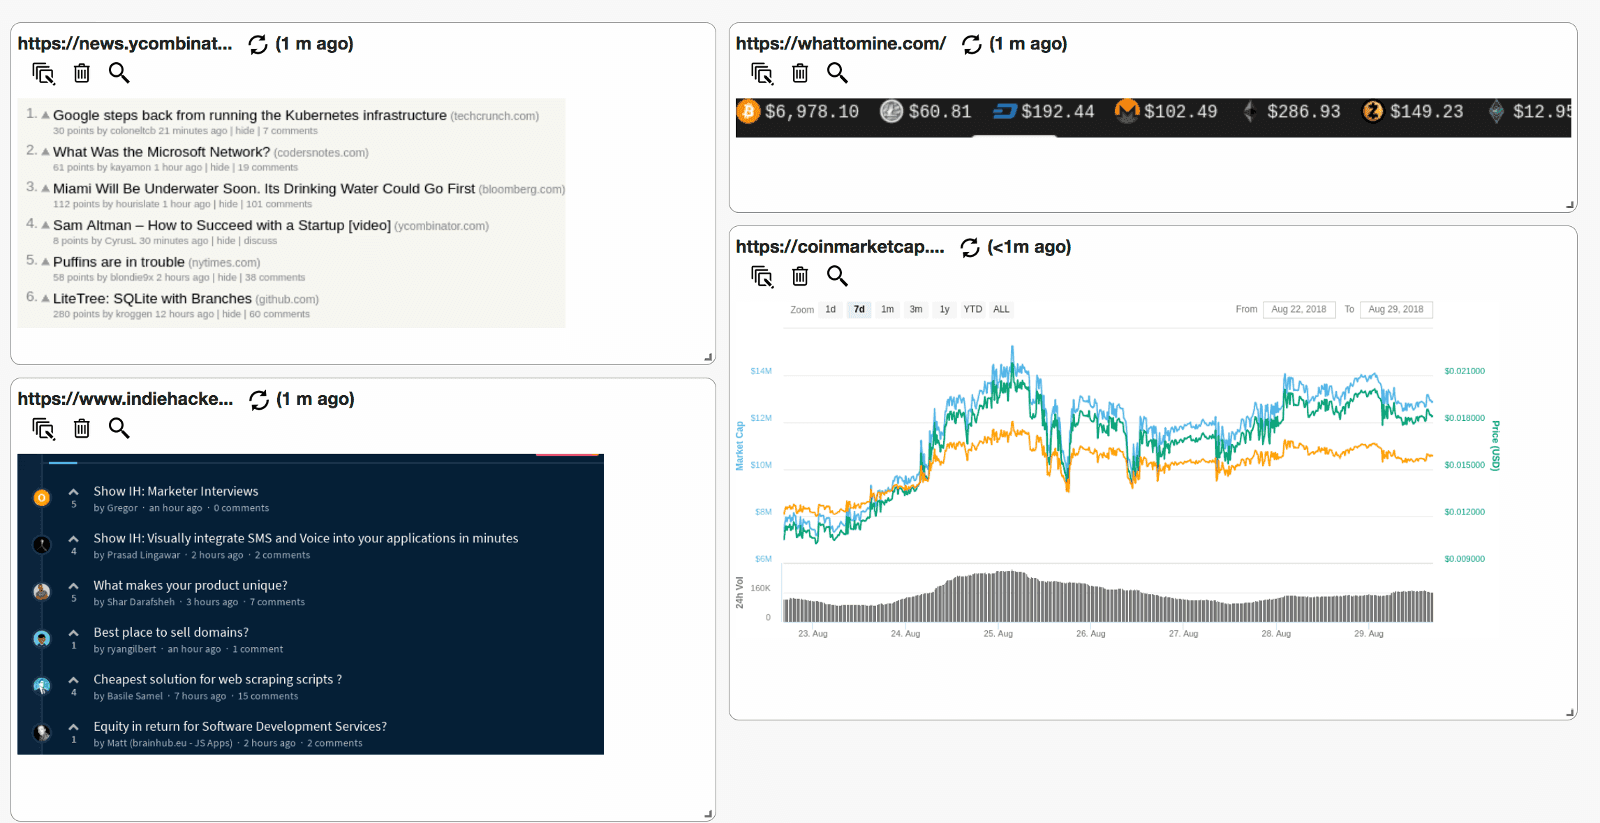 https://news.ycombinat... (1 m ago)
1. Google steps back from running the Kubernetes infrastructure (techcrunch.com)
30 points by coloneltcb 21 minutes ago | hide | 7 comments
2. What Was the Microsoft Network? (codersnotes.com)
61 points by kayamon 1 hour ago | hide | 19 comments
3. Miami Will Be Underwater Soon. Its Drinking Water Could Go First (bloomberg.com)
112 points by hourislate 1 hour ago | hide | 101 comments
4. Sam Altman – How to Succeed with a Startup [video] (ycombinator.com)
8 points by CyrusL 30 minutes ago | hide | discuss
5. Puffins are in trouble (nytimes.com)
58 points by blondie9x 2 hours ago | hide | 38 comments
6. LiteTree: SQLite with Branches (github.com)
280 points by kroggen 12 hours ago | hide | 60 comments
https://www.indiehacke... (1 m ago)
Show IH: Marketer Interviews
5 by Gregor · an hour ago · 0 comments
Show IH: Visually integrate SMS and Voice into your applications in minutes
4 by Prasad Lingawar · 2 hours ago · 2 comments
What makes your product unique?
5 by Shar Darafsheh · 3 hours ago · 7 comments
Best place to sell domains?
1 by ryangilbert · an hour ago · 1 comment
Cheapest solution for web scraping scripts ?
4 by Basile Samel · 7 hours ago · 15 comments
Equity in return for Software Development Services?
1 by Matt (brainhub.eu - JS Apps) · 2 hours ago · 2 comments
https://whattomine.com/ (1 m ago)
$6,978.10 $60.81 $192.44 $102.49 $286.93 $149.23 $12.95
https://coinmarketcap.... (<1m ago)
Zoom 1d 7d 1m 3m 1y YTD ALL From Aug 22, 2018 To Aug 29, 2018
$14M $0.021000
$12M $0.018000
Market Cap
Price (USD)
$10M $0.015000
$8M $0.012000
$6M $0.009000
24h Vol
160K
0
23. Aug 24. Aug 25. Aug 26. Aug 27. Aug 28. Aug 29. Aug